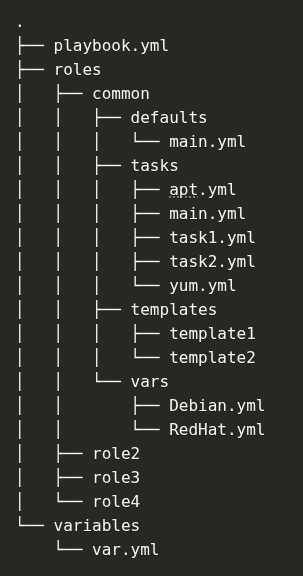 .
├── playbook.yml
├── roles
│   ├── common
│   │   ├── defaults
│   │   │   └── main.yml
│   │   ├── tasks
│   │   │   ├── apt.yml
│   │   │   ├── main.yml
│   │   │   ├── task1.yml
│   │   │   ├── task2.yml
│   │   │   └── yum.yml
│   │   ├── templates
│   │   │   ├── template1
│   │   │   └── template2
│   │   └── vars
│   │       ├── Debian.yml
│   │       └── RedHat.yml
│   ├── role2
│   ├── role3
│   └── role4
└── variables
    └── var.yml